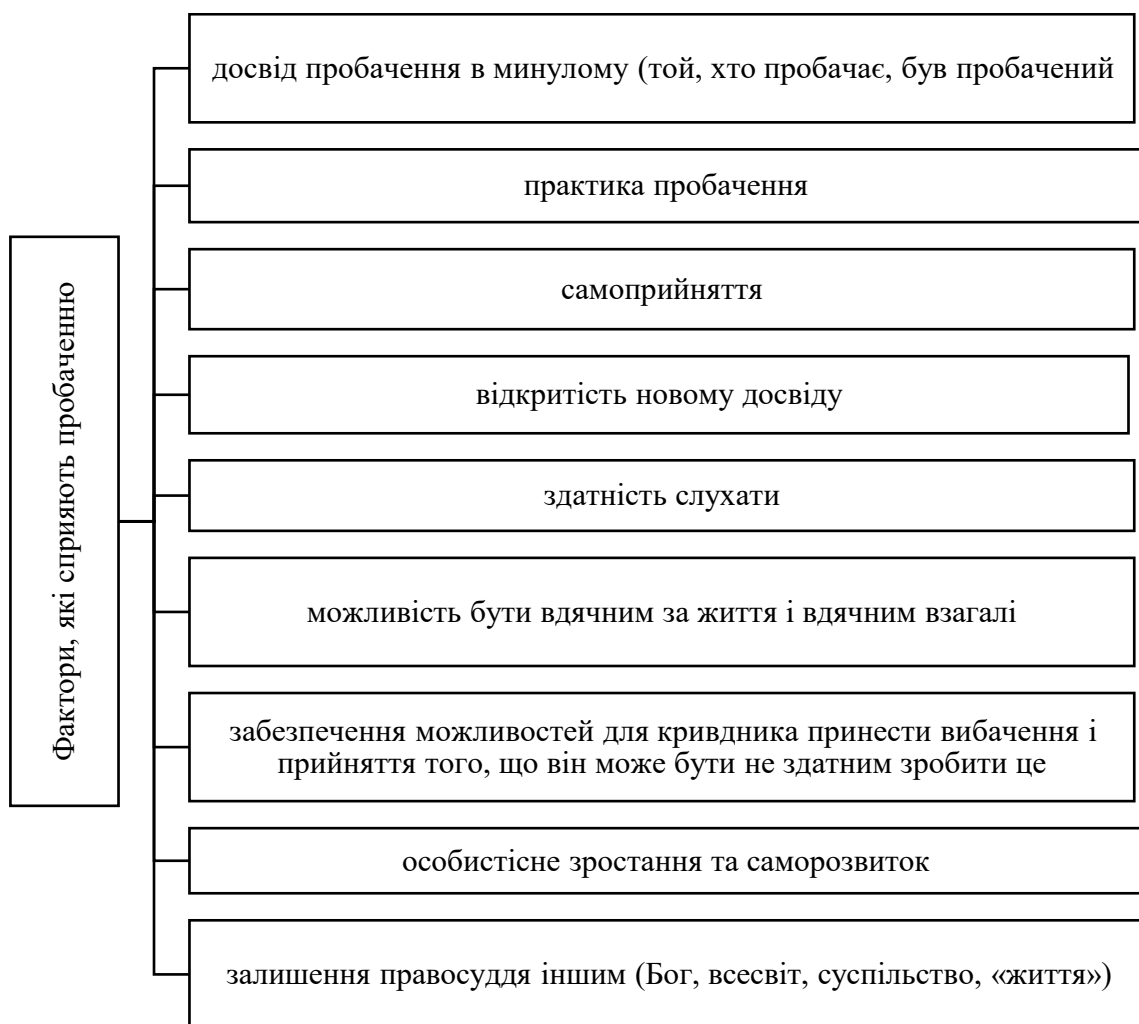 Фактори, які сприяють пробаченню
досвід пробачення в минулому (той, хто пробачає, був пробачений
практика пробачення
самоприйняття
відкритість новому досвіду
здатність слухати
можливість бути вдячним за життя і вдячним взагалі
забезпечення можливостей для кривдника принести вибачення і
прийняття того, що він може бути не здатним зробити це
особистісне зростання та саморозвиток
залишення правосуддя іншим (Бог, всесвіт, суспільство, «життя»)